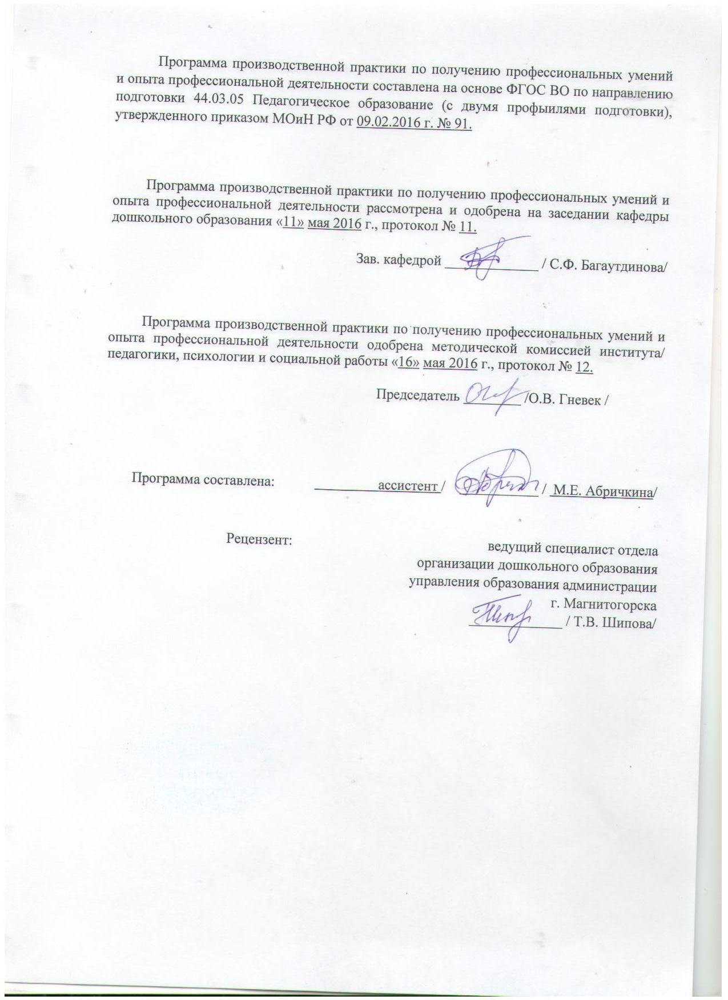 Программа производственной практики по получению профессиональных умений
и опыта профессиональной деятельности составлена на основе ФГОС ВО по направлению
подготовки 44.03.05 Педагогическое образование (с двумя профыилями подготовки),
утвержденного приказом МОиН РФ от 09.02.2016 г. № 91.
Программа производственной практики по получению профессиональных умений и
опыта профессиональной деятельности рассмотрена и одобрена на заседании кафедры
дошкольного образования «11» мая 2016 г., протокол № 11.
Зав. кафедрой / С.Ф. Багаутдинова/
Программа производственной практики по получению профессиональных умений и
опыта профессиональной деятельности одобрена методической комиссией института/
педагогики, психологии и социальной работы «16» мая 2016 г., протокол № 12.
Председатель /О.В. Гневек /
Программа составлена: ассистент / / М.Е. Абричкина/
Рецензент: ведущий специалист отдела
организации дошкольного образования
управления образования администрации
г. Магнитогорска
/ Т.В. Шипова/